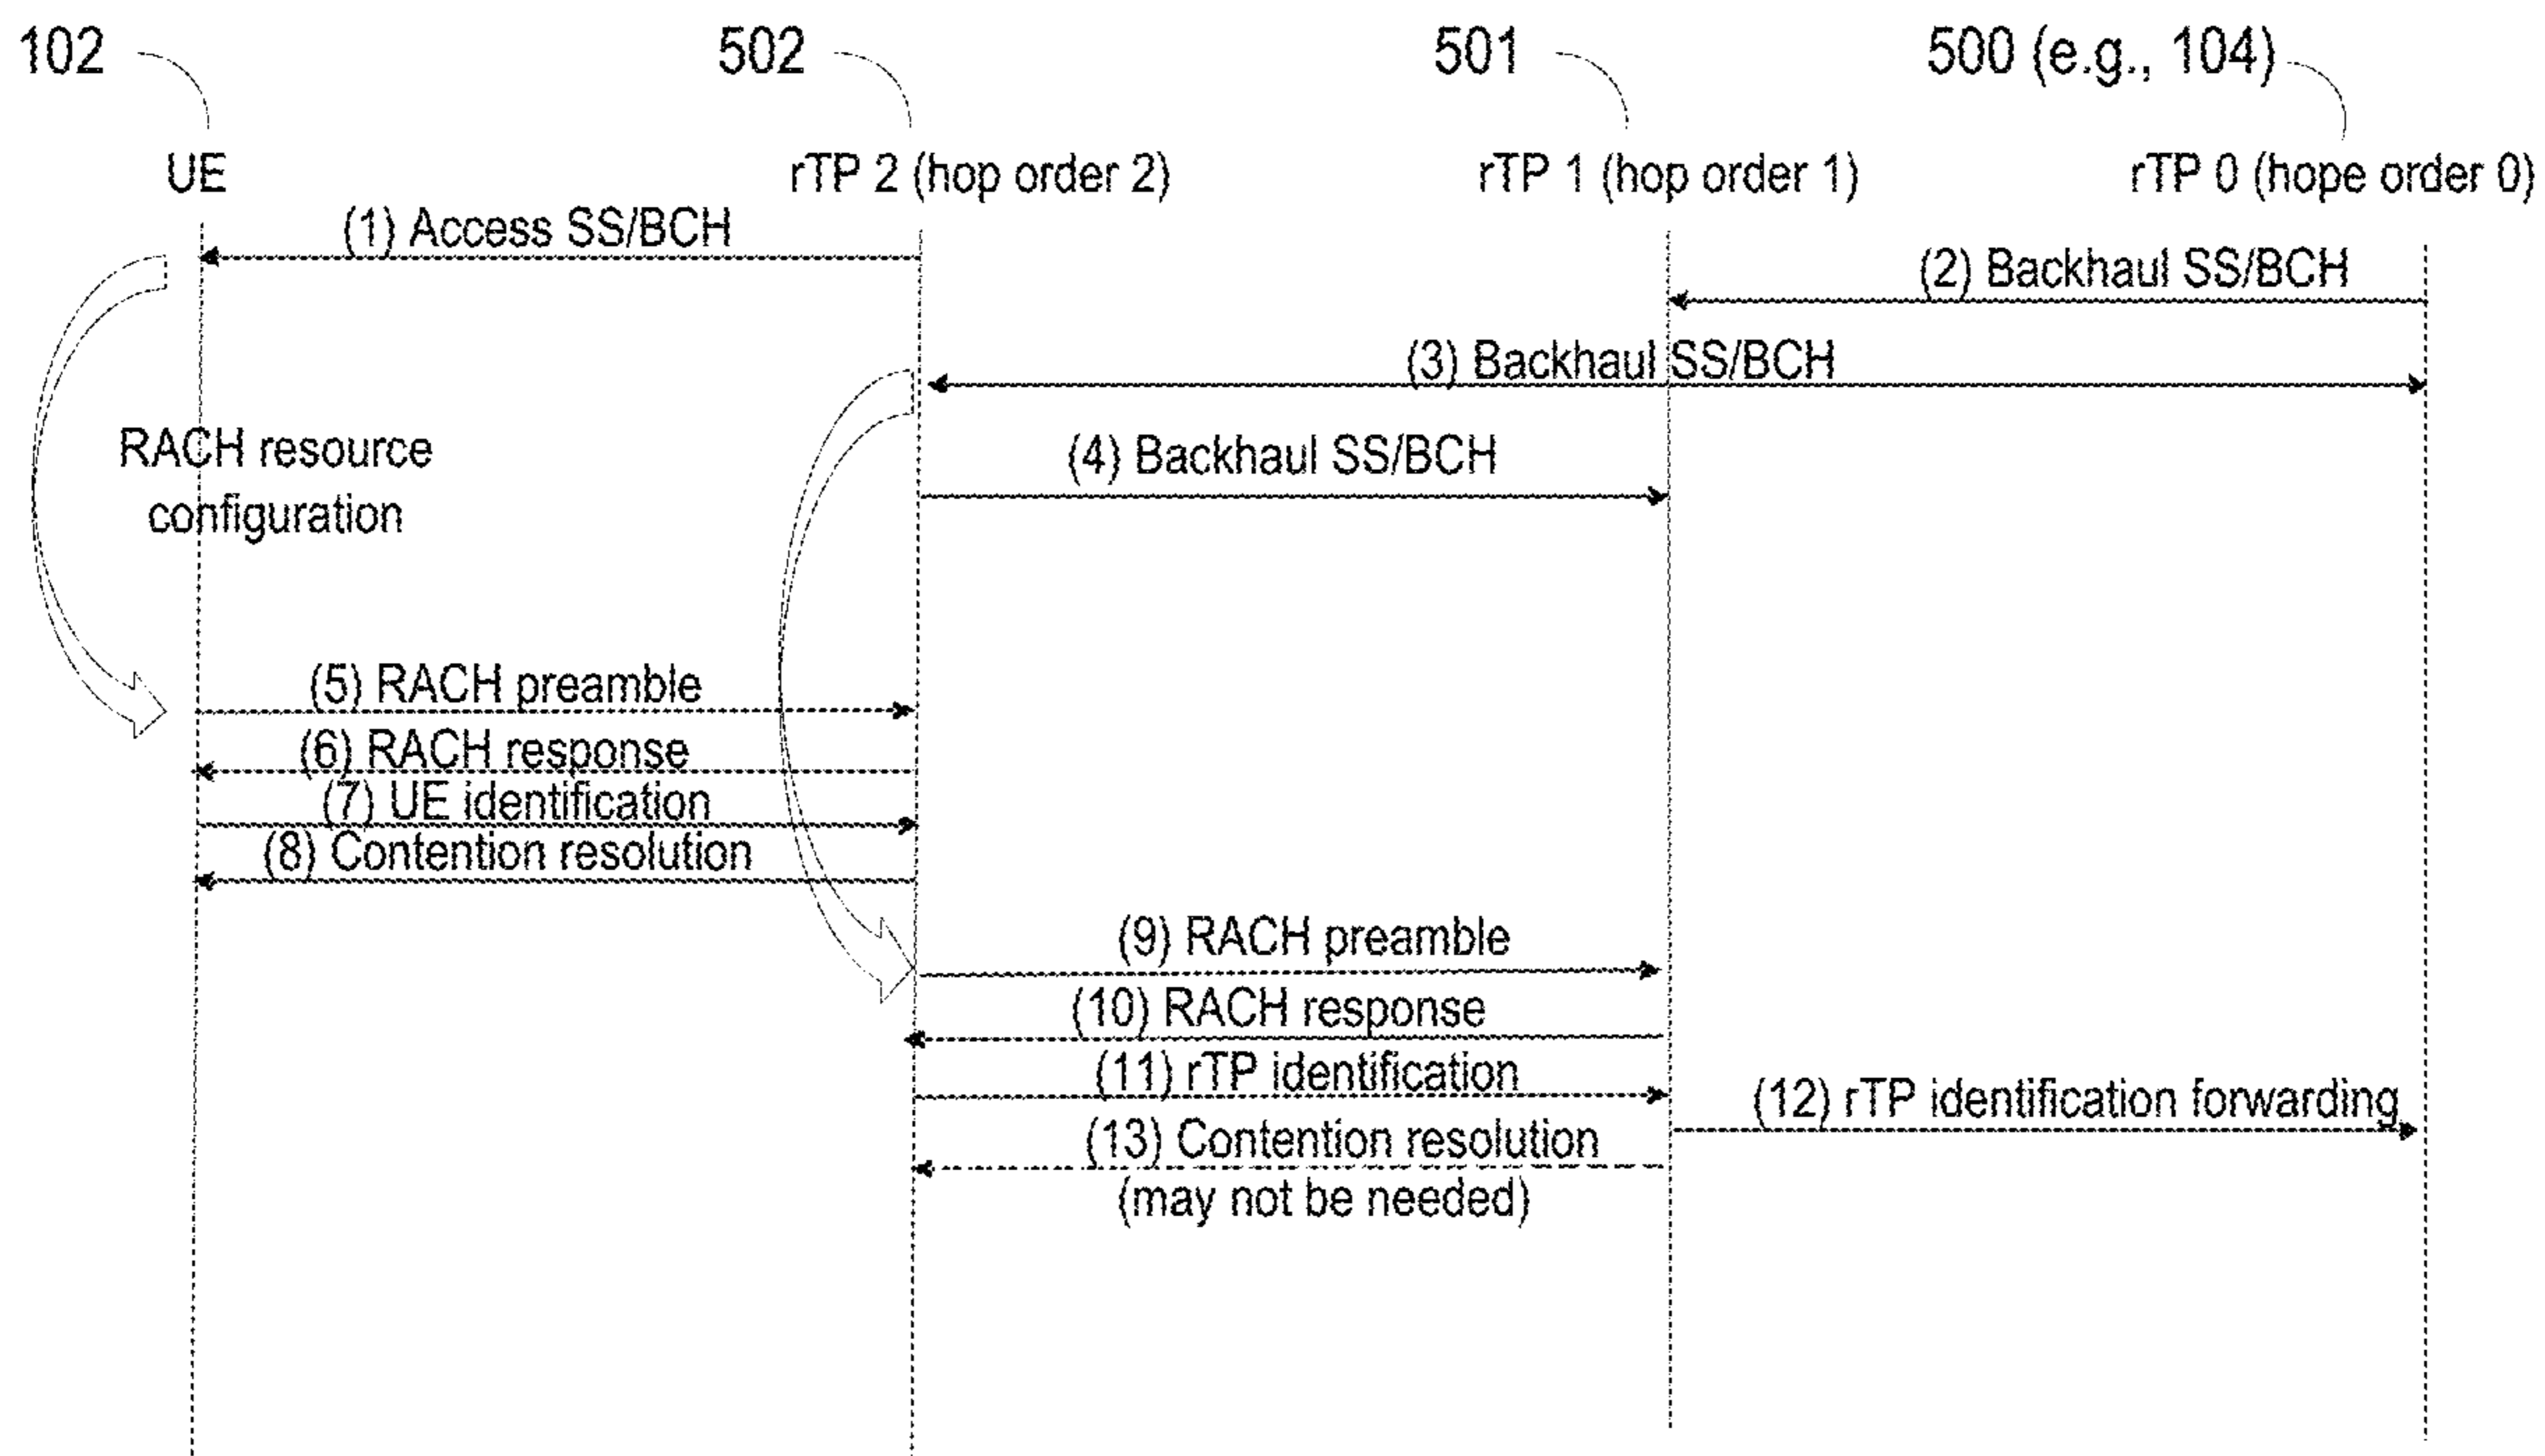 102
502
501
500 (e.g., 104)
UE
rTP 2 (hop order 2)
rTP 1 (hop order 1)
rTP 0 (hope order 0)
(1) Access SS/BCH
(2) Backhaul SS/BCH
(3) Backhaul SS/BCH
RACH resource
configuration
(4) Backhaul SS/BCH
(5) RACH preamble
(6) RACH response
(7) UE identification
(8) Contention resolution
(9) RACH preamble
(10) RACH response
(11) rTP identification
(12) rTP identification forwarding
(13) Contention resolution
(may not be needed)